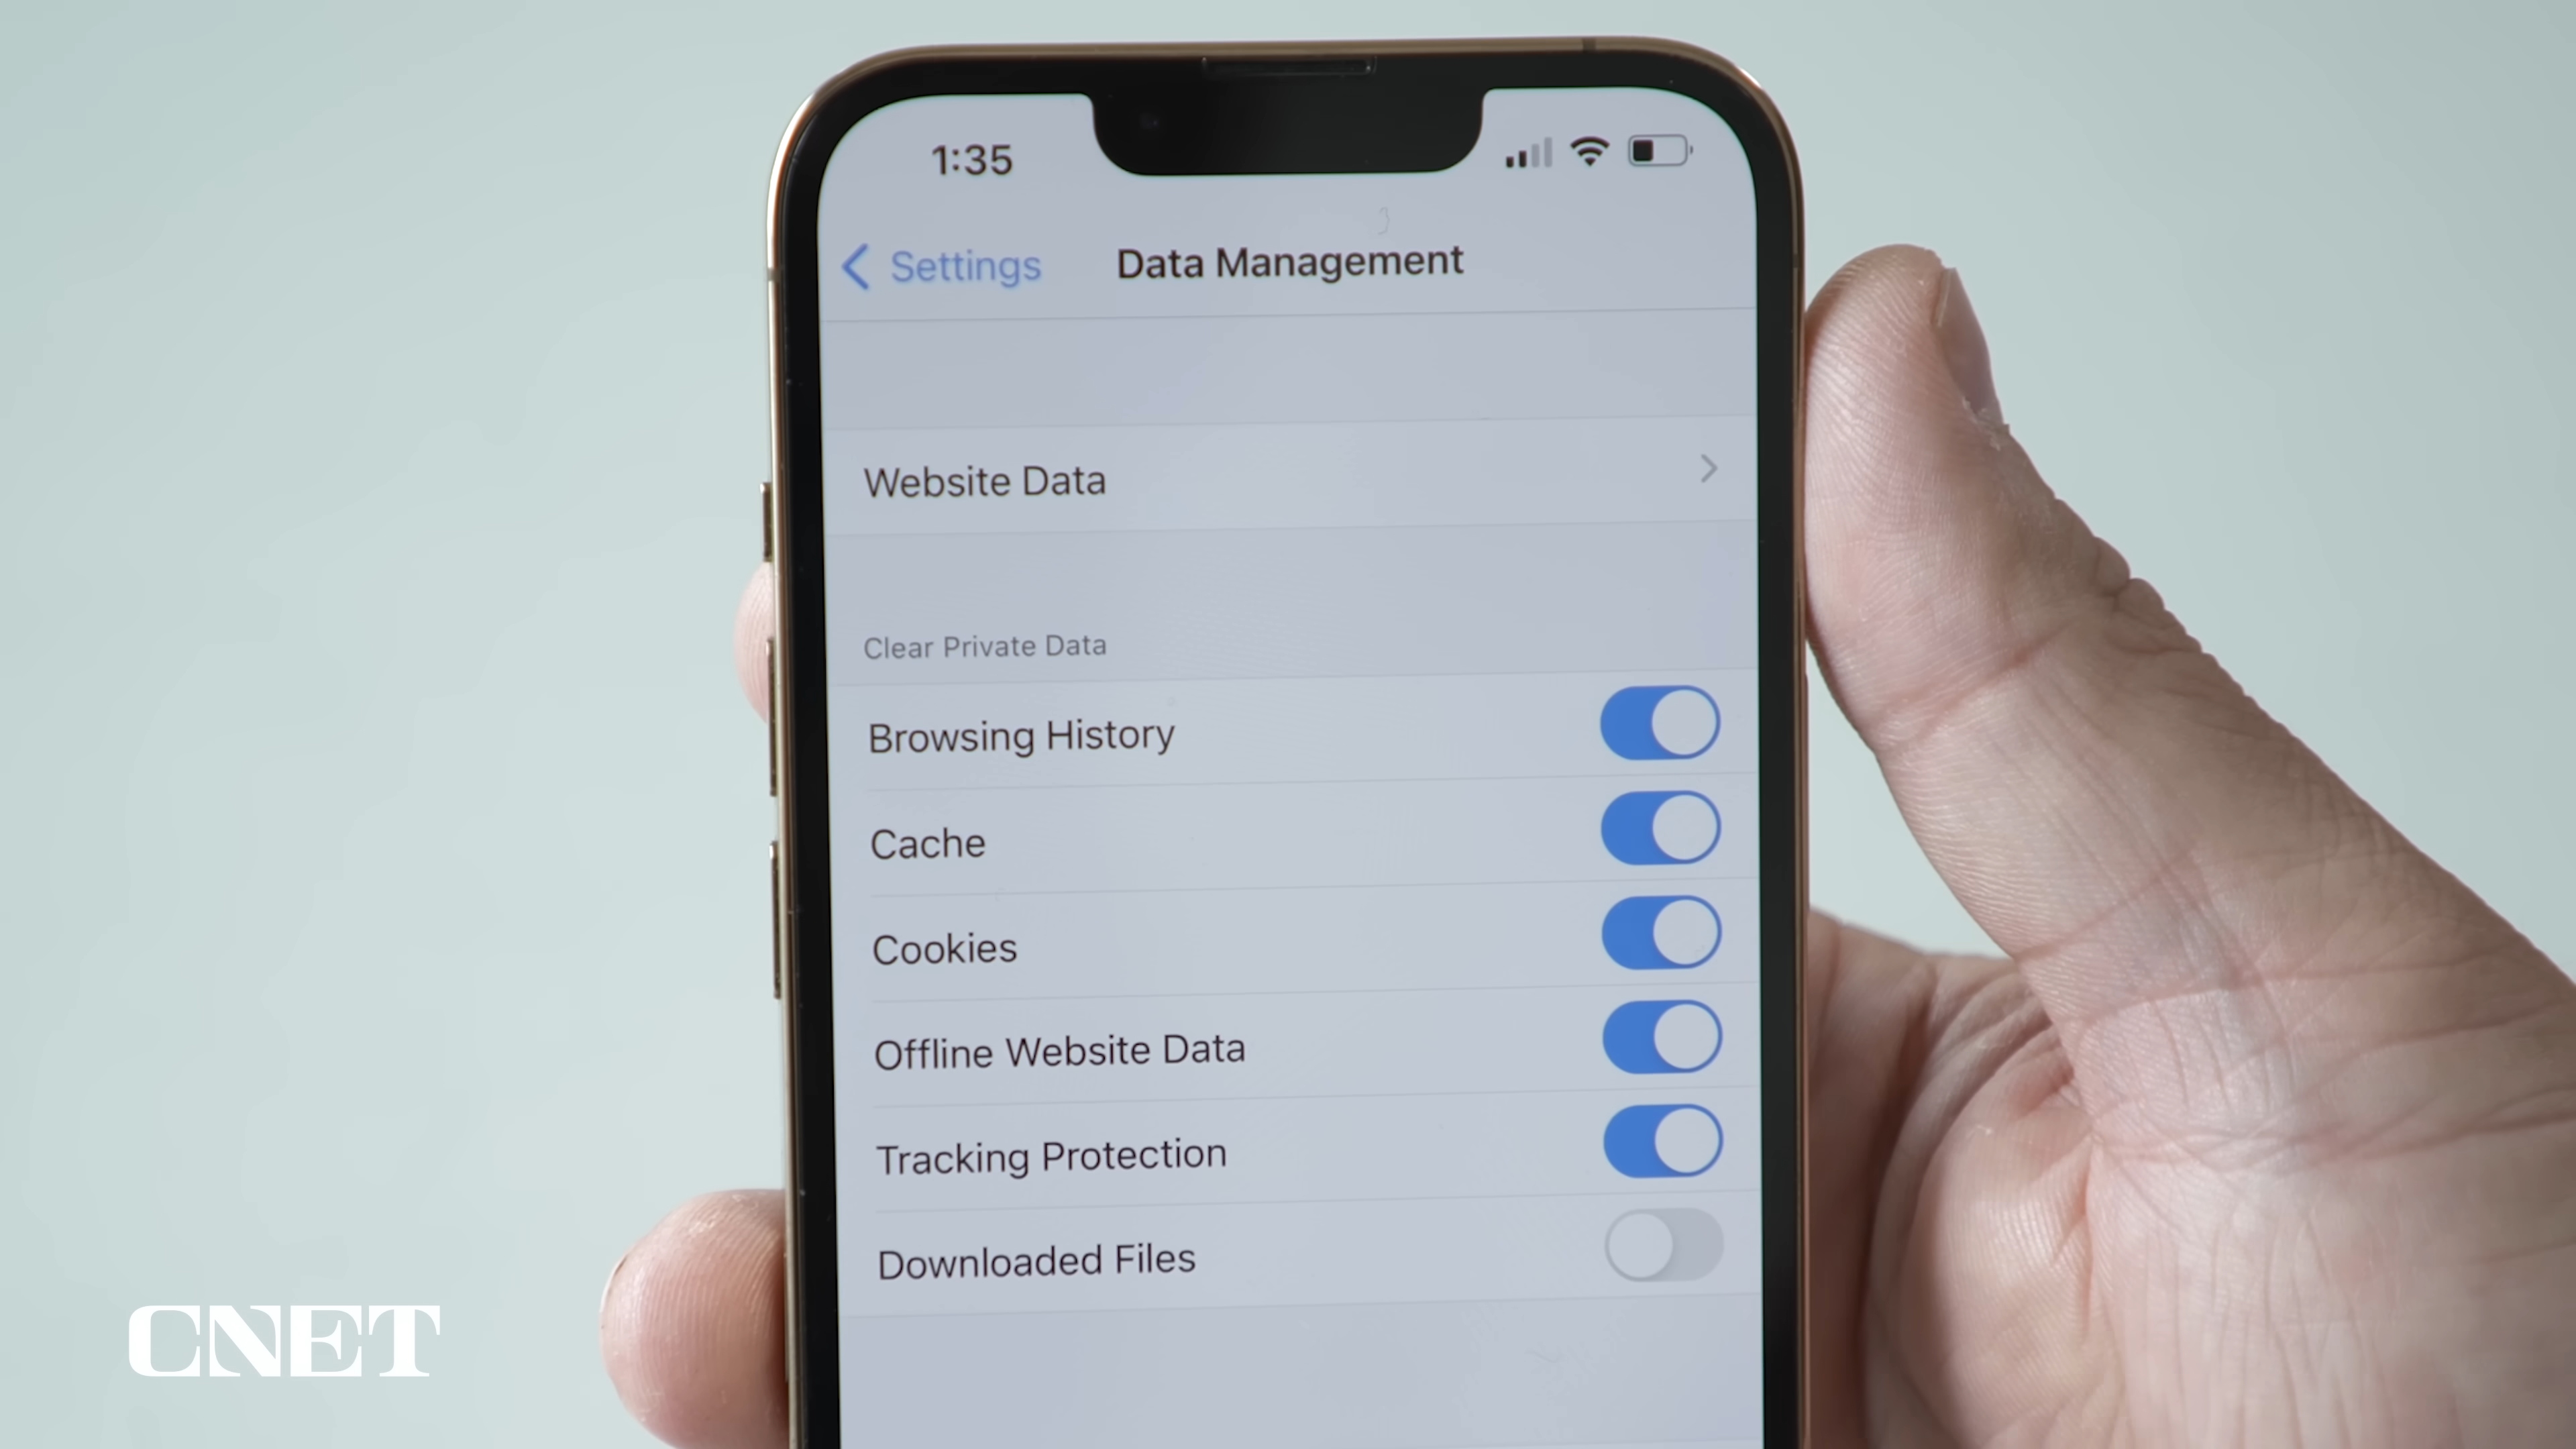 1:35
Settings
Data Management
Website Data
Clear Private Data
Browsing History
Cache
Cookies
Offline Website Data
Tracking Protection
Downloaded Files
CNET